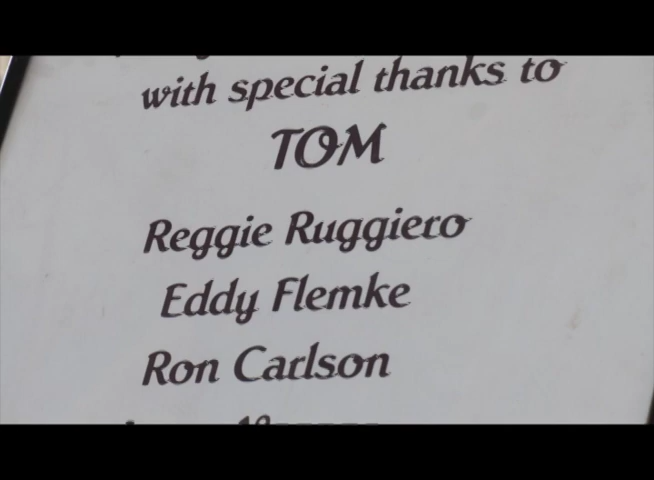 with special thanks to
TOM
Reggie Ruggiero
Eddy Flemke
Ron Carlson